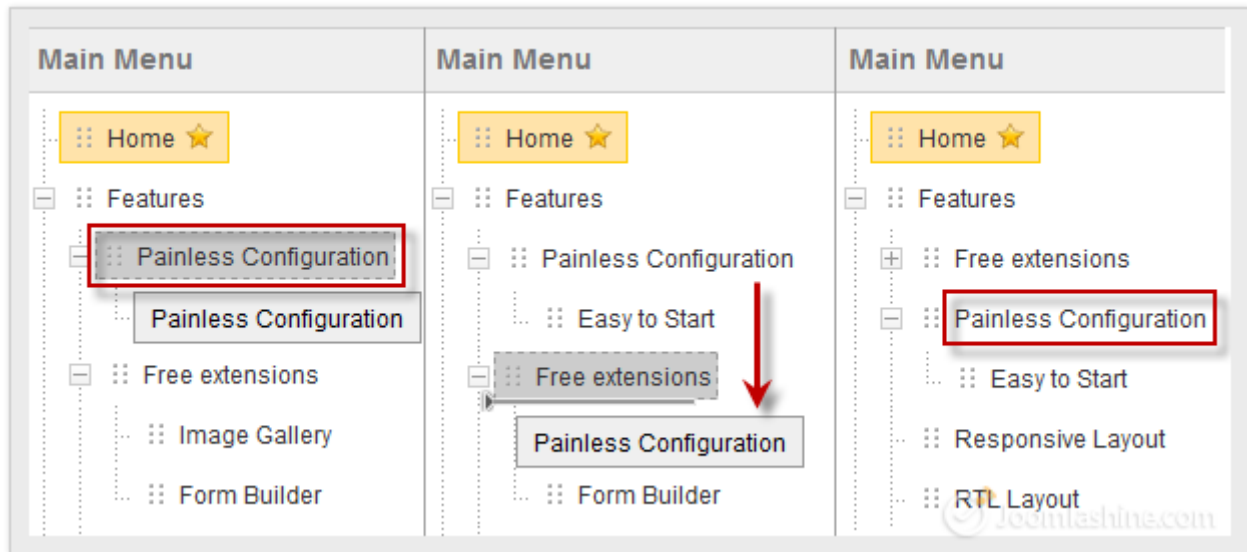 Main Menu
Home
Features
Painless Configuration
Painless Configuration
Free extensions
Image Gallery
Form Builder
Main Menu
Home
Features
Painless Configuration
Easy to Start
Free extensions
Painless Configuration
Form Builder
Main Menu
Home
Features
Free extensions
Painless Configuration
Easy to Start
Responsive Layout
RTL Layout
Joomlashine.com